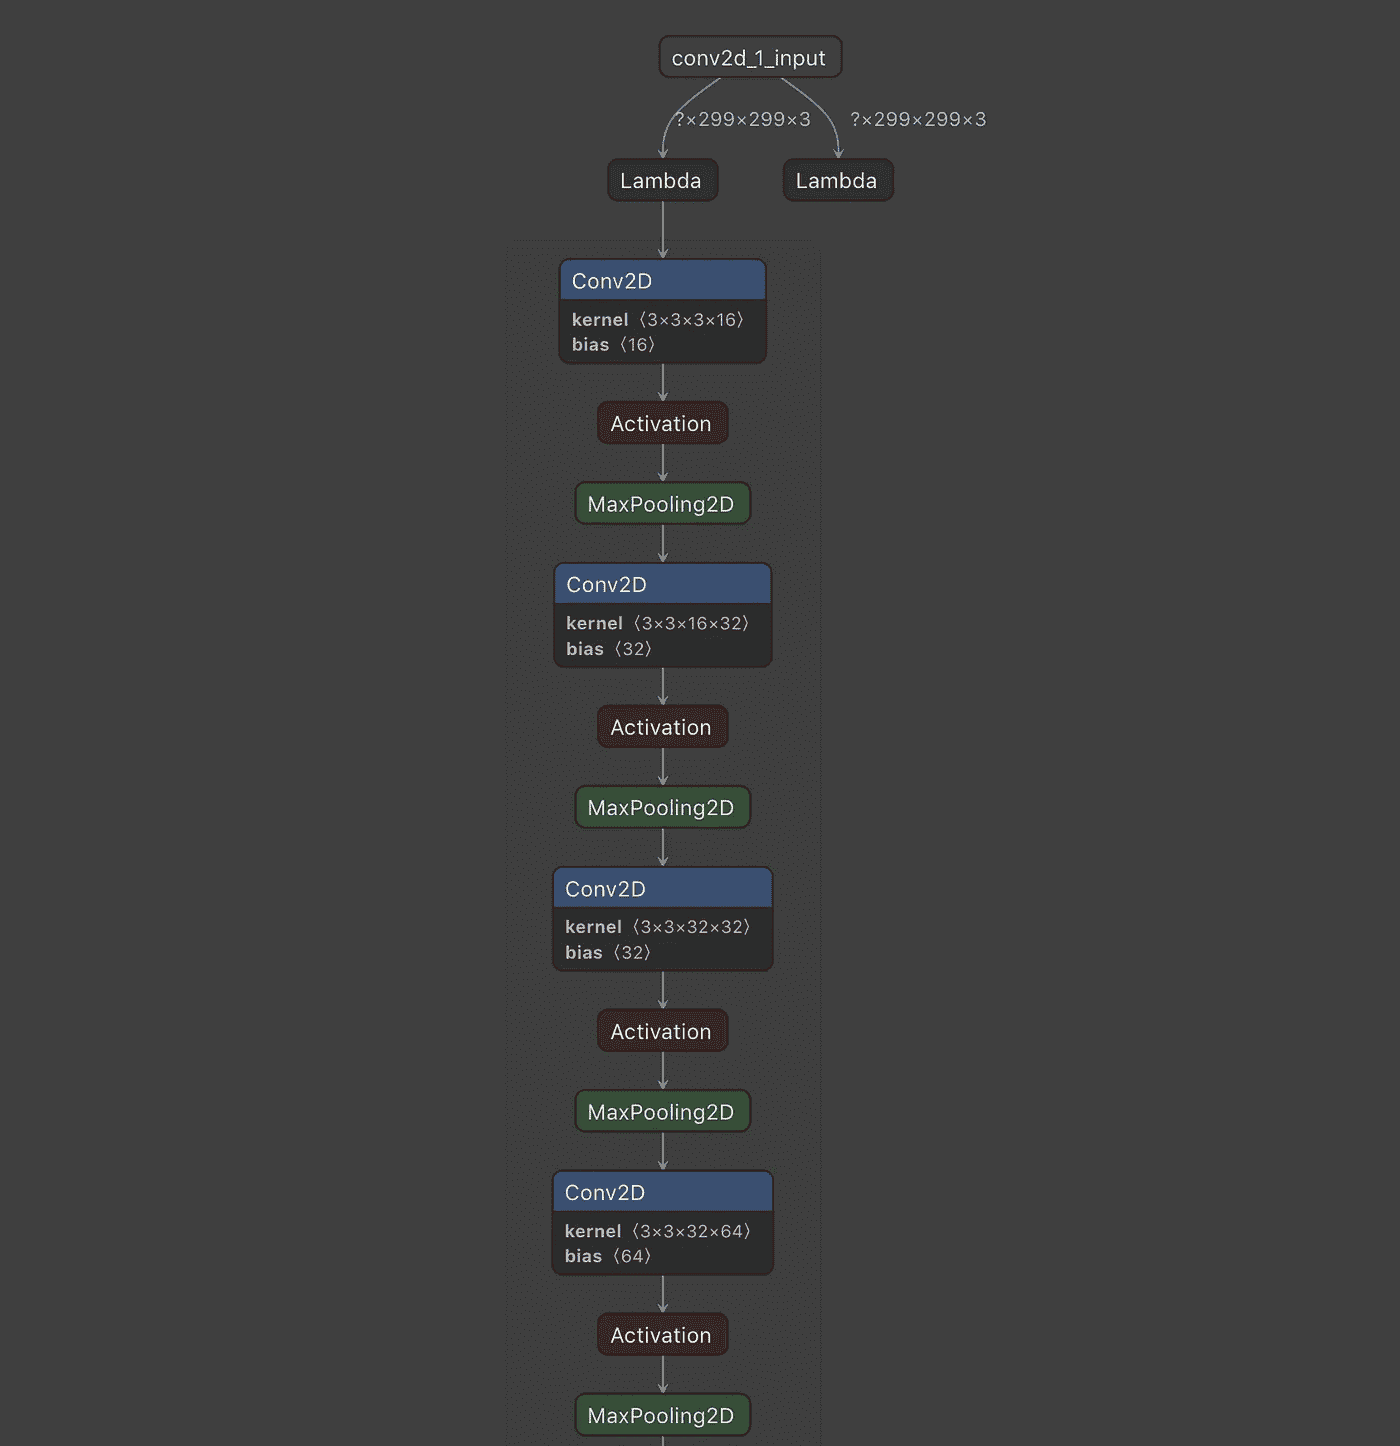 conv2d_1_input
?×299×299×3 ?×299×299×3
Lambda Lambda
Conv2D
kernel 〈3×3×3×16〉
bias 〈16〉
Activation
MaxPooling2D
Conv2D
kernel 〈3×3×16×32〉
bias 〈32〉
Activation
MaxPooling2D
Conv2D
kernel 〈3×3×32×32〉
bias 〈32〉
Activation
MaxPooling2D
Conv2D
kernel 〈3×3×32×64〉
bias 〈64〉
Activation
MaxPooling2D